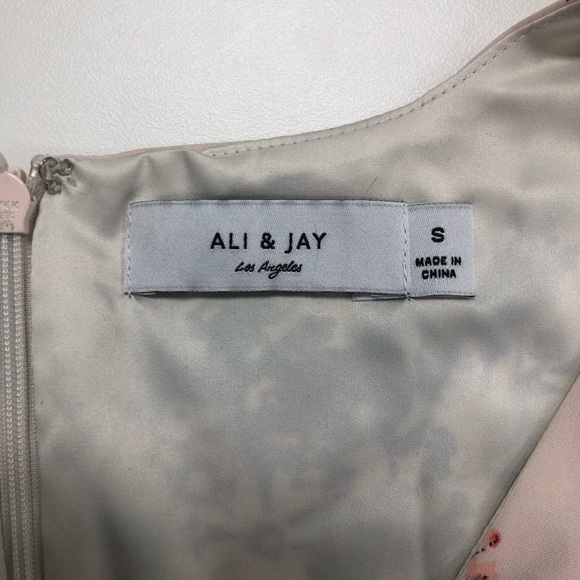 ALI & JAY
Los Angeles
S
MADE IN
CHINA